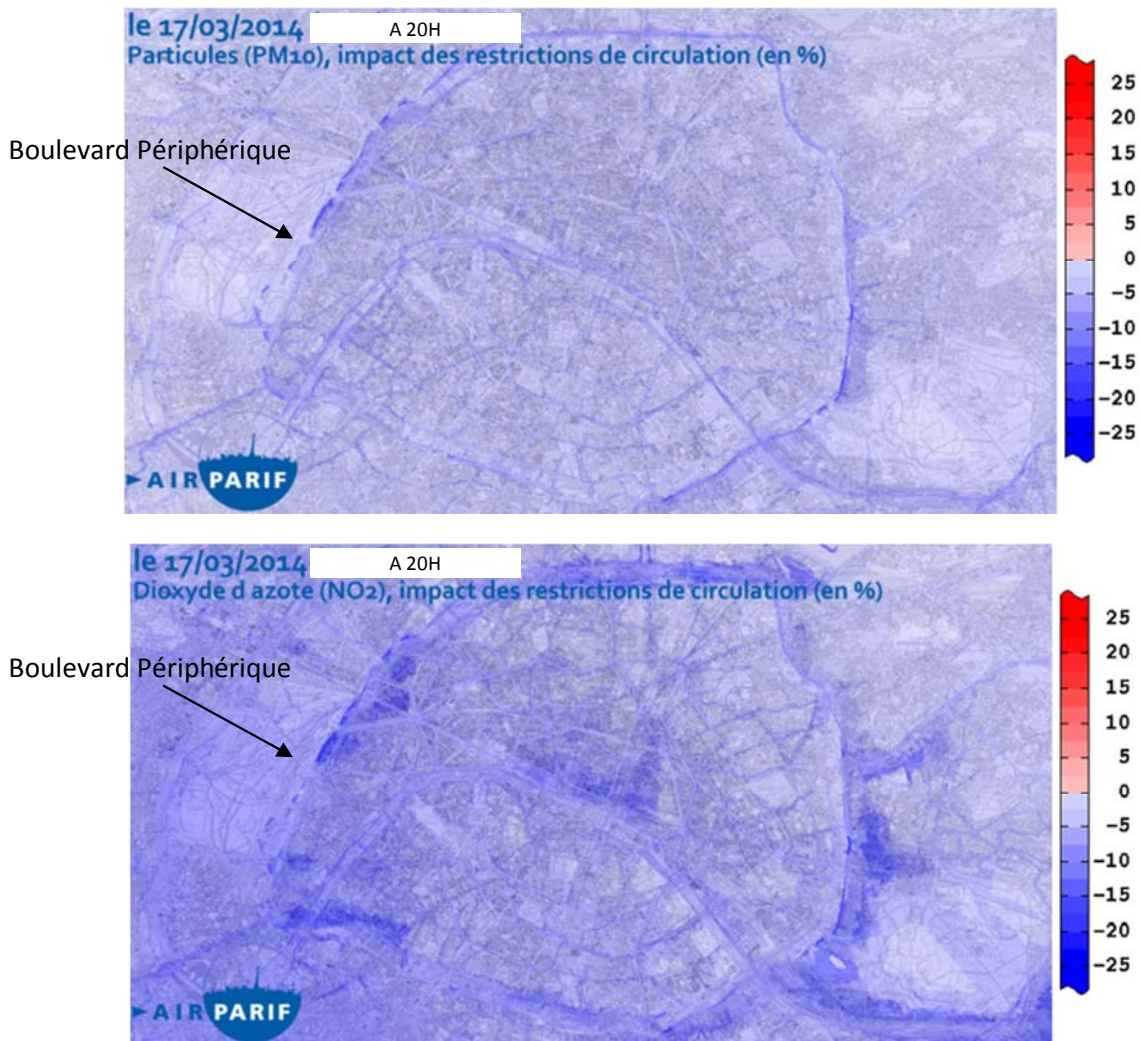 le 17/03/2014 A 20H
Particules (PM10), impact des restrictions de circulation (en %)
Boulevard Périphérique
25
20
15
10
5
0
-5
-10
-15
-20
-25
AIRPARIF
le 17/03/2014 A 20H
Dioxyde d azote (NO2), impact des restrictions de circulation (en %)
Boulevard Périphérique
25
20
15
10
5
0
-5
-10
-15
-20
-25
AIRPARIF